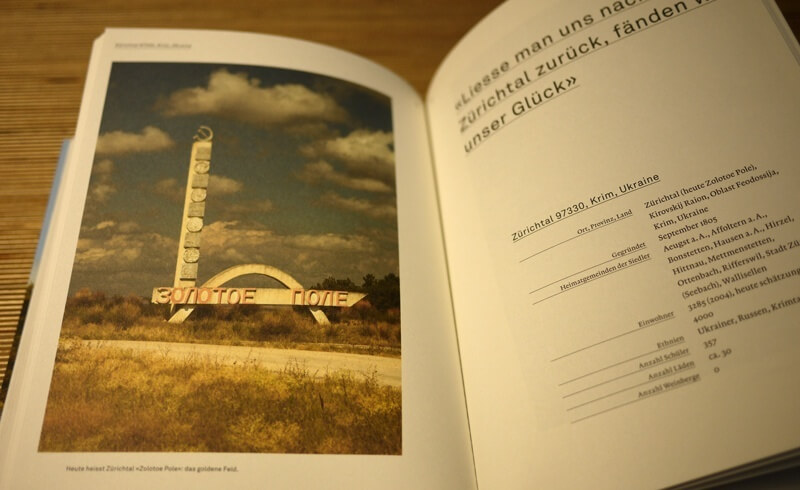 ЗОЛОТОЕ ПОЛЕ
Heute heisst Zürichtal «Zolotoe Pole»: das goldene Feld.
«Liesse man uns nach
Zürichtal zurück, fänden
unser Glück»
Zürichtal 97330, Krim, Ukraine
Ort, Provinz, Land Zürichtal (heute Zolotoe Pole),
Kirovskij Raion, Oblast Feodossija,
Krim, Ukraine
Gegründet September 1805
Heimatgemeinden der Siedler Aeugst a. A., Affoltern a. A.,
Bonstetten, Hausen a. A., Hirzel,
Hittnau, Mettmenstetten,
Ottenbach, Rifferswil, Stadt
(Seebach), Wallisellen
Einwohner 3285 (2004), heute schätzung
4000
Ethnien Ukrainer, Russen, Krimta
Anzahl Schüler 357
Anzahl Läden ca. 30
Anzahl Weinberge 0